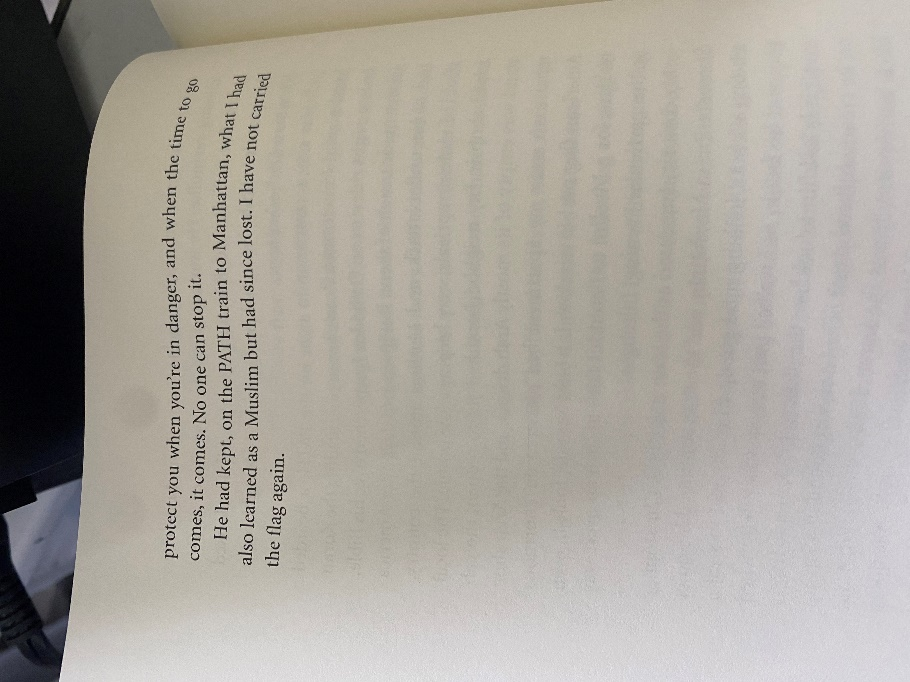 protect you when you're in danger, and when the time to go
comes, it comes. No one can stop it.
He had kept, on the PATH train to Manhattan, what I had
also learned as a Muslim but had since lost. I have not carried
the flag again.